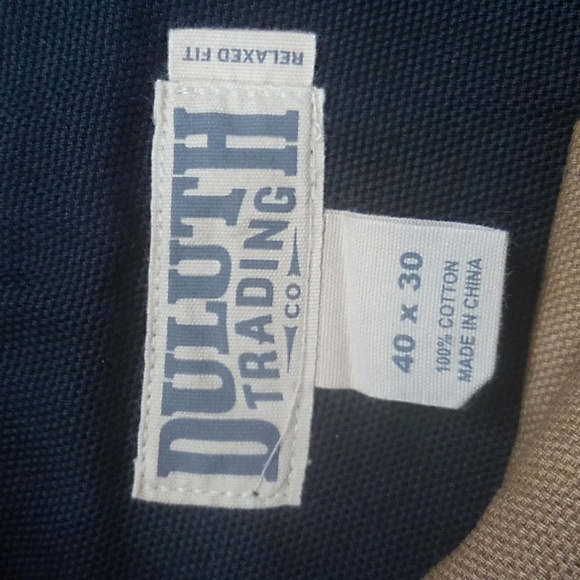 RELAXED FIT
DULUTH
TRADING
CO
40 x 30
100% COTTON
MADE IN CHINA